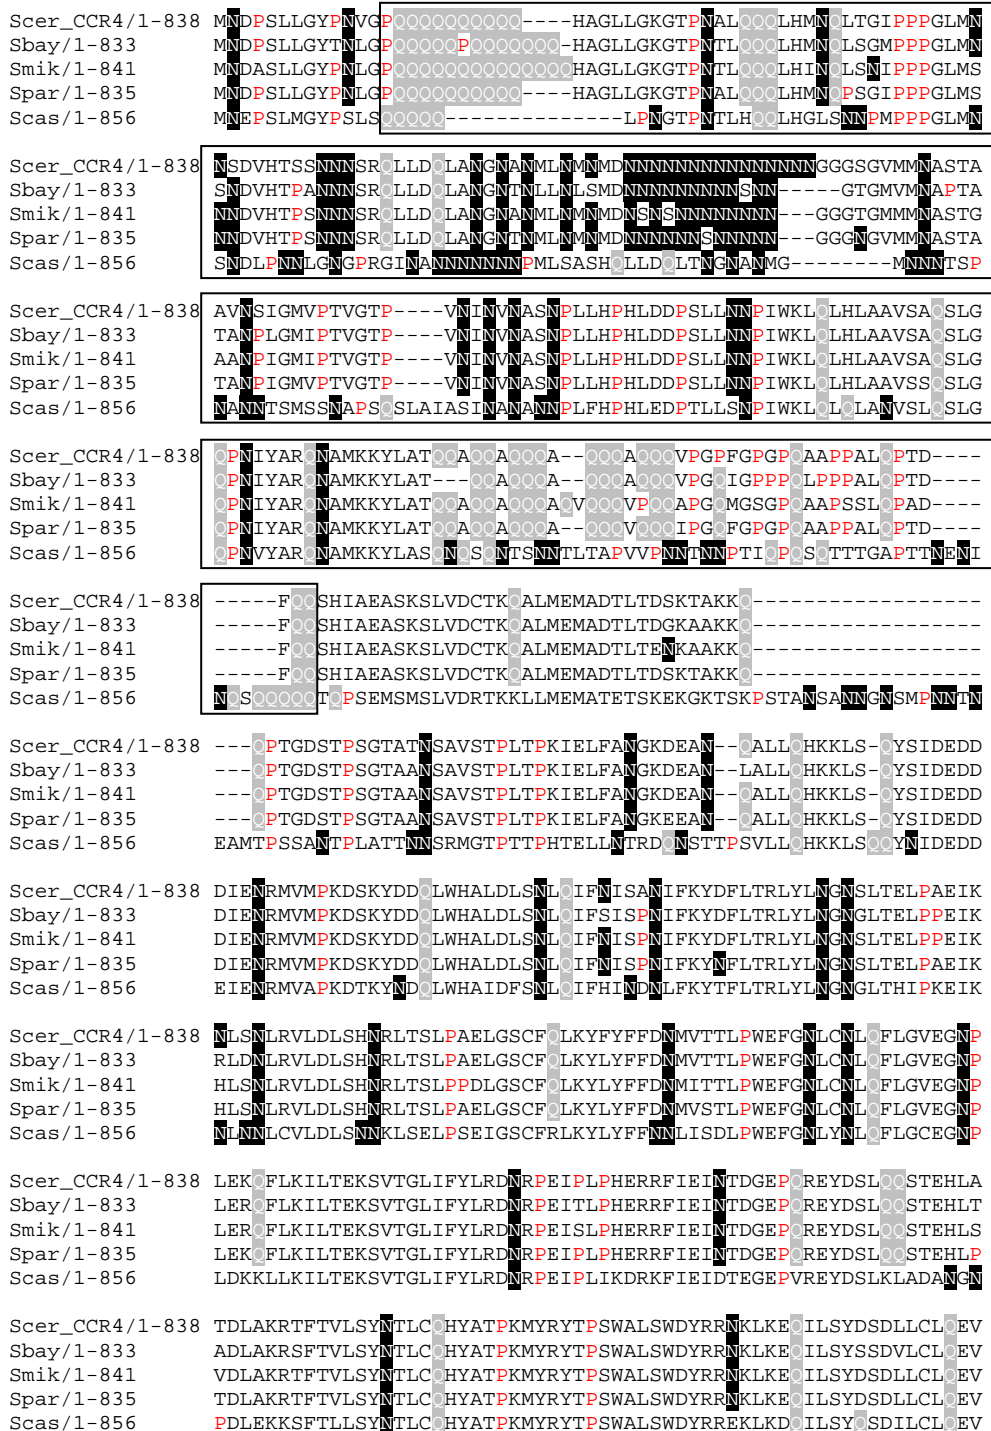 Scer_CCR4/1-838 MNDPSLLGYPNVGPQQQQQQQQQQ----HAGLLGKGTPNALQQQLHMNQLTGIPPPGLMN
Sbay/1-833 MNDPSLLGYTNLGPQQQQQPQQQQQQQ-HAGLLGKGTPNTLQQQLHMNQLSGMPPPGLMN
Smik/1-841 MNDASLLGYPNLGPQQQQQQQQQQQQQQHAGLLGKGTPNTLQQQLHINQLSNIPPPGLMS
Spar/1-835 MNDPSLLGYPNLGPQQQQQQQQQQ----HAGLLGKGTPNALQQQLHMNQPSGIPPPGLMS
Scas/1-856 MNEPSLMGYPSLSQQQQQ--------------LPNGTPNTLHQQLHGLSNNPMPPPGLMN
Scer_CCR4/1-838 NSDVHTSSNNNSRQLLDQLANGNANMLNMNMDNNNNNNNNNNNNNNNGGGSGVMMNASTA
Sbay/1-833 SNDVHTPANNNSRQLLDQLANGNTNLLNLSMDNNNNNNNNNSNN-----GTGMVMNAPTA
Smik/1-841 NNDVHTPSNNNSRQLLDQLANGNANMLNMNMDNSNSNNNNNNNN---GGGTGMMMNASTG
Spar/1-835 NNDVHTPSNNNSRQLLDQLANGNTNMLNMNMDNNNNNNSNNNNN---GGGNGVMMNASTA
Scas/1-856 SNDLPNNLGNGPRGINANNNNNNNPMLSASHQLLDQLTNGNANMG--------MNNNTSP
Scer_CCR4/1-838 AVNSIGMVPTVGTP----VNINVNASNPLLHPHLDDPSLLNNPIWKLQLHLAAVSAQSLG
Sbay/1-833 TANPLGMIPTVGTP----VNINVNASNPLLHPHLDDPSLLNNPIWKLQLHLAAVSAQSLG
Smik/1-841 AANPIGMVPTVGTP----VNINVNASNPLLHPHLDDPSLLNNPIWKLQLHLAAVSAQSLG
Spar/1-835 TANPIGMVPTVGTP----VNINVNASNPLLHPHLDDPSLLNNPIWKLQLHLAAVSSQSLG
Scas/1-856 NANNTSMSSNAPSQSLAIASINANANNPLFHPHLEDPTLLSNPIWKLQLQLANVSLQSLG
Scer_CCR4/1-838 QPNIYARQNAMKKYLATQQAQQAQQQA--QQQAQQQVPGPFGPGPQAAPPALQPTD----
Sbay/1-833 QPNIYARQNAMKKYLAT---QQAQQQA--QQQAQQQVPGQIGPPPQLPPPALQPTD----
Smik/1-841 QPNIYARQNAMKKYLATQQAQQAQQQAQVQQQVPQQAPGQMGSGPQAAPSSLQPAD----
Spar/1-835 QPNIYARQNAMKKYLATQQAQQAQQQA--QQQVQQQIPGQFGPGPQAAPPALQPTD----
Scas/1-856 QPNVYARQNAMKKYLASQNQSQNTSNNTLTAPVVPNNTNNPTIQPQSQTTTGAPTTNENI
Scer_CCR4/1-838 -----FQQSHIAEASKSLVDCTKQALMEMADTLTDSKTAKKQ------------------
Sbay/1-833 -----FQQSHIAEASKSLVDCTKQALMEMADTLTDGKAAKKQ------------------
Smik/1-841 -----FQQSHIAEASKSLVDCTKQALMEMADTLTENKAAKKQ------------------
Spar/1-835 -----FQQSHIAEASKSLVDCTKQALMEMADTLTDSKTAKKQ------------------
Scas/1-856 NQSQQQQQTQPSEMSMSLVDRTKKLLMEMATETSKEKGKTSKPSTANSANNGNSMPNNTN
Scer_CCR4/1-838 ---QPTGDSTPSGTATNSAVSTPLTPKIELFANGKDEAN--QALLQHKKLS-QYSIDEDD
Sbay/1-833 ---QPTGDSTPSGTAANSAVSTPLTPKIELFANGKDEAN--LALLQHKKLS-QYSIDEDD
Smik/1-841 ---QPTGDSTPSGTAANSAVSTPLTPKIELFANGKDEAN--QALLQHKKLS-QYSIDEDD
Spar/1-835 ---QPTGDSTPSGTAANSAVSTPLTPKIELFANGKEEAN--QALLQHKKLS-QYSIDEDD
Scas/1-856 EAMTPSSANTPLATTNNSRMGTPTTPHTELLNTRDQNSTTPSVLLQHKKLSQQYNIDEDD
Scer_CCR4/1-838 DIENRMVMPKDSKYDDQLWHALDLSNLQIFNISANIFKYDFLTRLYLNGNSLTELPAEIK
Sbay/1-833 DIENRMVMPKDSKYDDQLWHALDLSNLQIFSISPNIFKYDFLTRLYLNGNGLTELPPEIK
Smik/1-841 DIENRMVMPKDSKYDDQLWHALDLSNLQIFNISPNIFKYDFLTRLYLNGNSLTELPPEIK
Spar/1-835 DIENRMVMPKDSKYDDQLWHALDLSNLQIFNISPNIFKYNFLTRLYLNGNSLTELPAEIK
Scas/1-856 EIENRMVAPKDTKYNDQLWHAIDFSNLQIFHINDNLFKYTFLTRLYLNGNGLTHIPKEIK
Scer_CCR4/1-838 NLSNLRVLDLSHNRLTSLPAELGSCFQLKYFYFFDNMVTTLPWEFGNLCNLQFLGVEGNP
Sbay/1-833 RLDNLRVLDLSHNRLTSLPAELGSCFQLKYLYFFDNMVTTLPWEFGNLCNLQFLGVEGNP
Smik/1-841 HLSNLRVLDLSHNRLTSLPPDLGSCFQLKYLYFFDNMITTLPWEFGNLCNLQFLGVEGNP
Spar/1-835 HLSNLRVLDLSHNRLTSLPAELGSCFQLKYLYFFDNMVSTLPWEFGNLCNLQFLGVEGNP
Scas/1-856 NLNNLCVLDLSNNKLSELPSEIGSCFRLKYLYFFNNLISDLPWEFGNLYNLQFLGCEGNP
Scer_CCR4/1-838 LEKQFLKILTEKSVTGLIFYLRDNRPEIPLPHERRFIEINTDGEPQREYDSLQQSTEHLA
Sbay/1-833 LERQFLKILTEKSVTGLIFYLRDNRPEITLPHERRFIEINTDGEPQREYDSLQQSTEHLT
Smik/1-841 LERQFLKILTEKSVTGLIFYLRDNRPEISLPHERRFIEINTDGEPQREYDSLQQSTEHLS
Spar/1-835 LEKQFLKILTEKSVTGLIFYLRDNRPEIPLPHERRFIEINTDGEPQREYDSLQQSTEHLP
Scas/1-856 LDKKLLKILTEKSVTGLIFYLRDNRPEIPLIKDRKFIEIDTEGEPVREYDSLKLADANGN
Scer_CCR4/1-838 TDLAKRTFTVLSYNTLCQHYATPKMYRYTPSWALSWDYRRNKLKEQILSYDSDLLCLQEV
Sbay/1-833 ADLAKRSFTVLSYNTLCQHYATPKMYRYTPSWALSWDYRRNKLKEQILSYSSDVLCLQEV
Smik/1-841 VDLAKRTFTVLSYNTLCQHYATPKMYRYTPSWALSWDYRRNKLKEQILSYDSDLLCLQEV
Spar/1-835 TDLAKRTFTVLSYNTLCQHYATPKMYRYTPSWALSWDYRRNKLKEQILSYDSDLLCLQEV
Scas/1-856 PDLEKKSFTLLSYNTLCQHYATPKMYRYTPSWALSWDYRREKLKDQILSYQSDILCLQEV